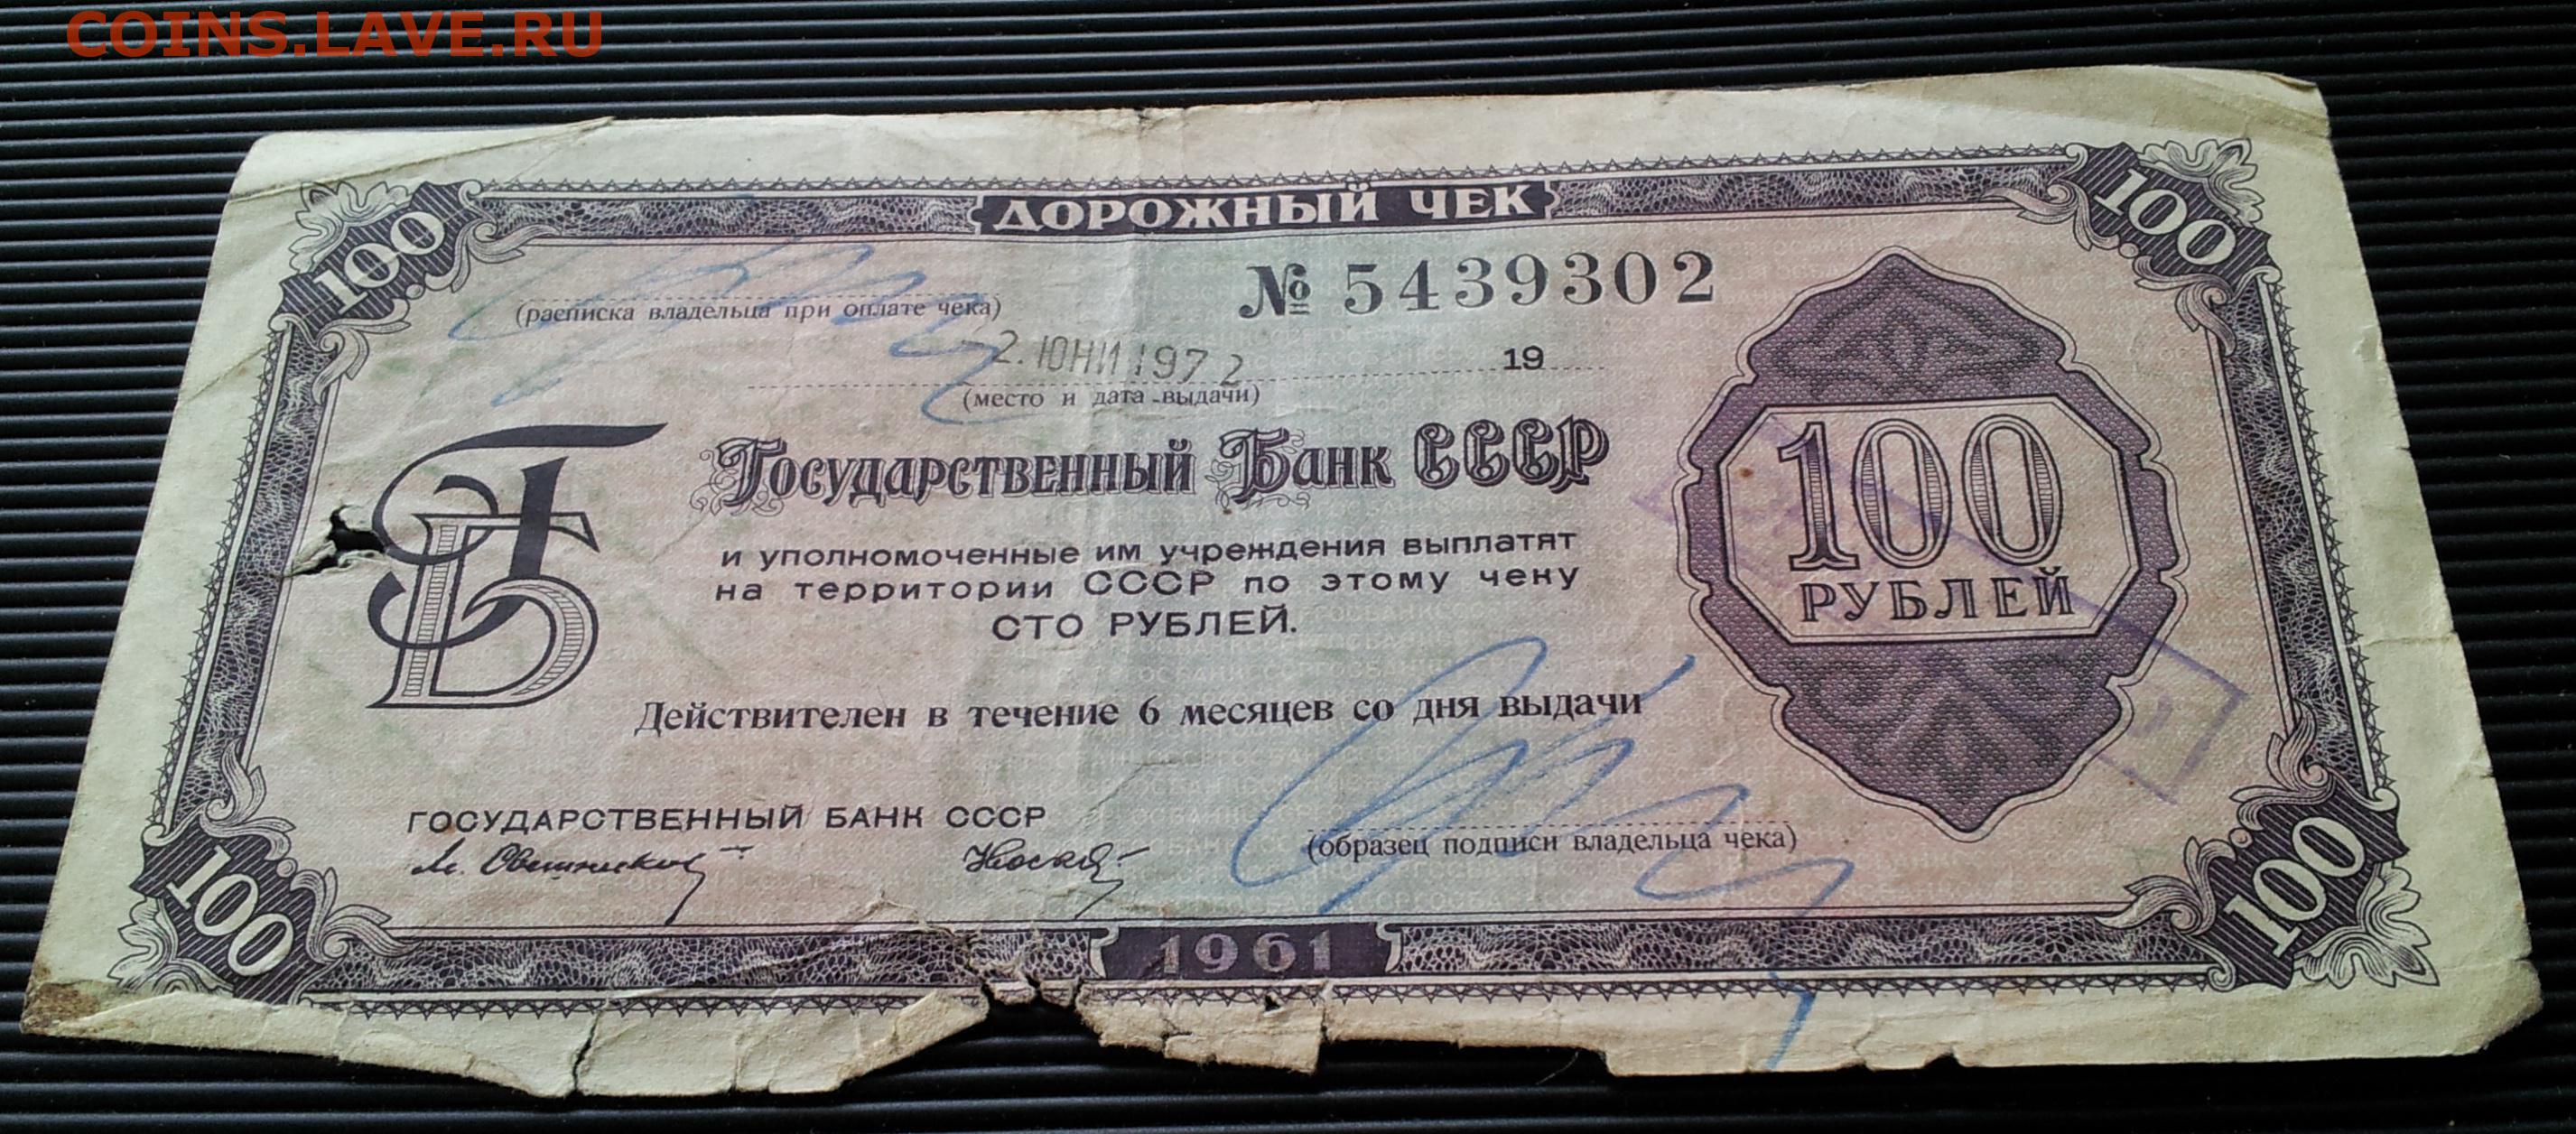 COINS.LAVE.RU
ДОРОЖНЫЙ ЧЕК
100
100
№ 5439302
(расписка владельца при оплате чека)
2. ЮНИ 1972
19
(место и дата выдачи)
ГБ
Государственный Банк СССР
и уполномоченные им учреждения выплатят
на территории СССР по этому чеку
СТО РУБЛЕЙ.
100
РУБЛЕЙ
Действителен в течение 6 месяцев со дня выдачи
ГОСУДАРСТВЕННЫЙ БАНК СССР
(образец подписи владельца чека)
100
1961
100